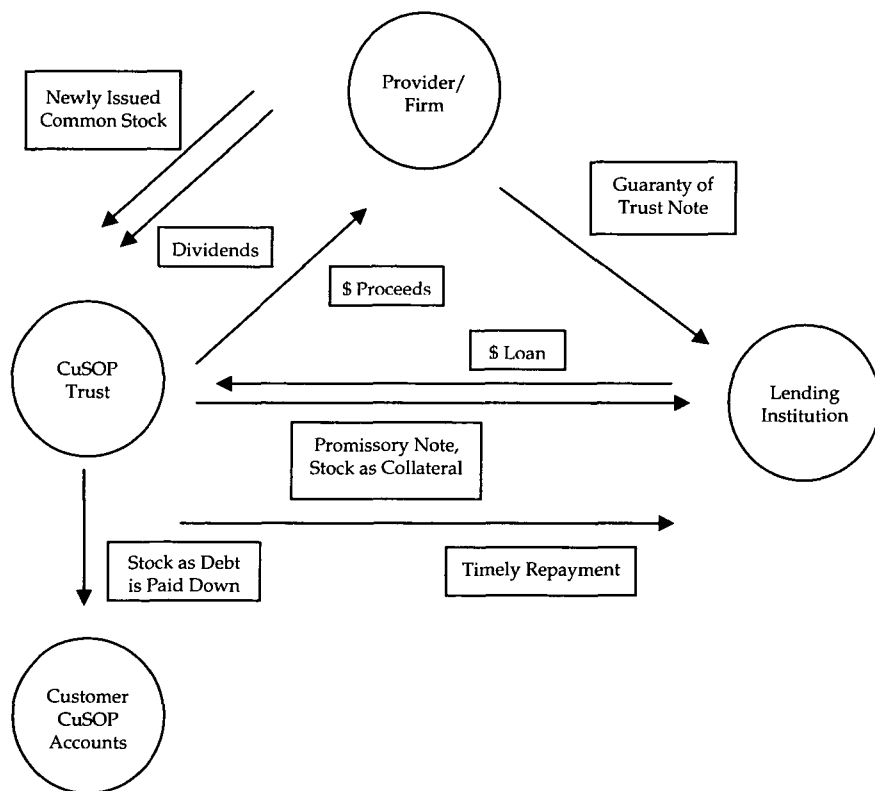 Provider/
Firm
Newly Issued
Common Stock
Guaranty of
Trust Note
Dividends
$ Proceeds
$ Loan
CuSOP
Trust
Lending
Institution
Promissory Note,
Stock as Collateral
Stock as Debt
is Paid Down
Timely Repayment
Customer
CuSOP
Accounts